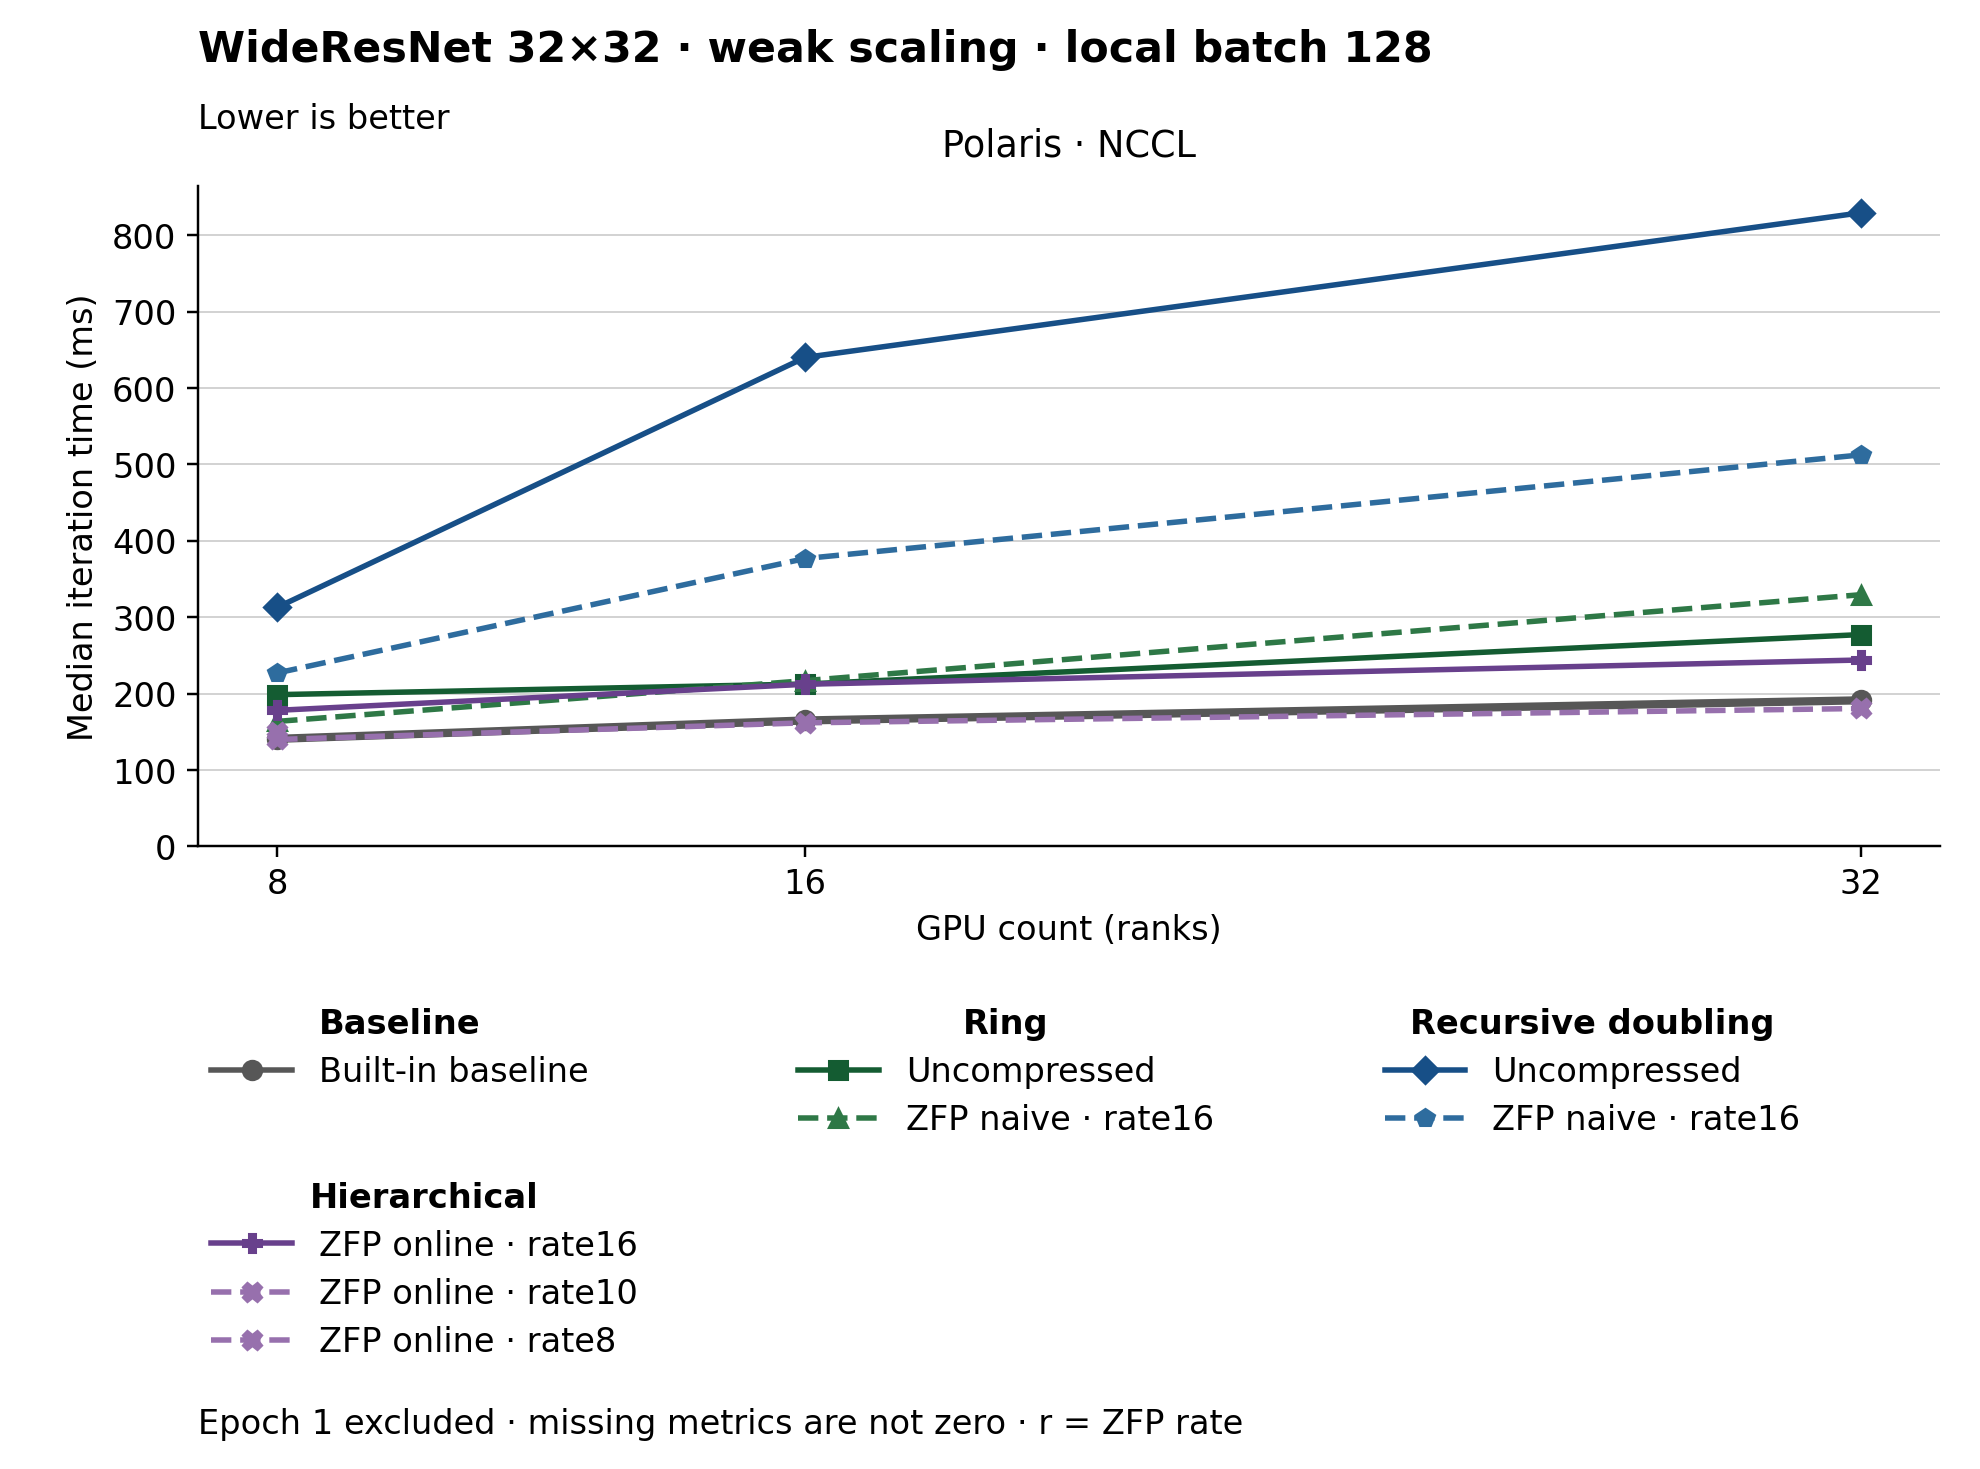 WideResNet 32×32 · weak scaling · local batch 128
Lower is better
Polaris · NCCL
Median iteration time (ms)
800
700
600
500
400
300
200
100
0
8 16 32
GPU count (ranks)
Baseline Ring Recursive doubling
Built-in baseline Uncompressed Uncompressed
ZFP naive · rate16 ZFP naive · rate16
Hierarchical
ZFP online · rate16
ZFP online · rate10
ZFP online · rate8
Epoch 1 excluded · missing metrics are not zero · r = ZFP rate